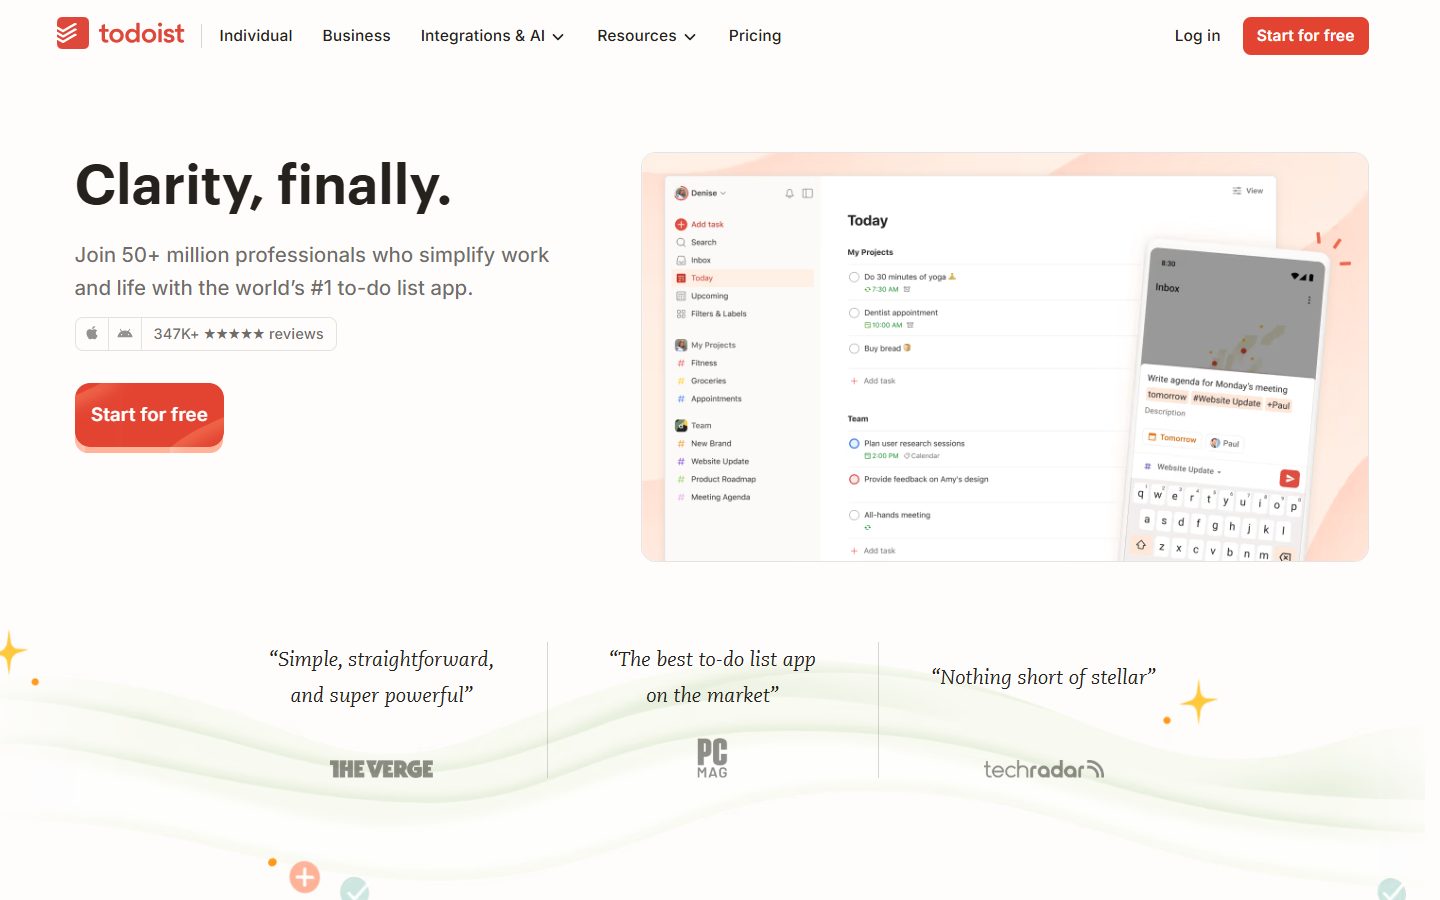 todoist
Individual
Business
Integrations & AI
Resources
Pricing
Log in
Start for free
Clarity, finally.
Join 50+ million professionals who simplify work
and life with the world’s #1 to-do list app.
347K+ ★★★★★ reviews
Start for free
Denise
Add task
Search
Inbox
Today
Upcoming
Filters & Labels
My Projects
# Fitness
# Groceries
# Appointments
Team
# New Brand
# Website Update
# Product Roadmap
# Meeting Agenda
View
Today
My Projects
Do 30 minutes of yoga
7:30 AM
Dentist appointment
10:00 AM
Buy bread
+ Add task
Team
Plan user research sessions
2:00 PM Calendar
Provide feedback on Amy's design
All-hands meeting
+ Add task
8:30
Inbox
Write agenda for Monday's meeting
tomorrow #Website Update +Paul
Description
Tomorrow
Paul
# Website Update
q w e r t y u i o p
a s d f g h j k l
z x c v b n m
“Simple, straightforward,
and super powerful”
THE VERGE
“The best to-do list app
on the market”
PC
MAG
“Nothing short of stellar”
techradar